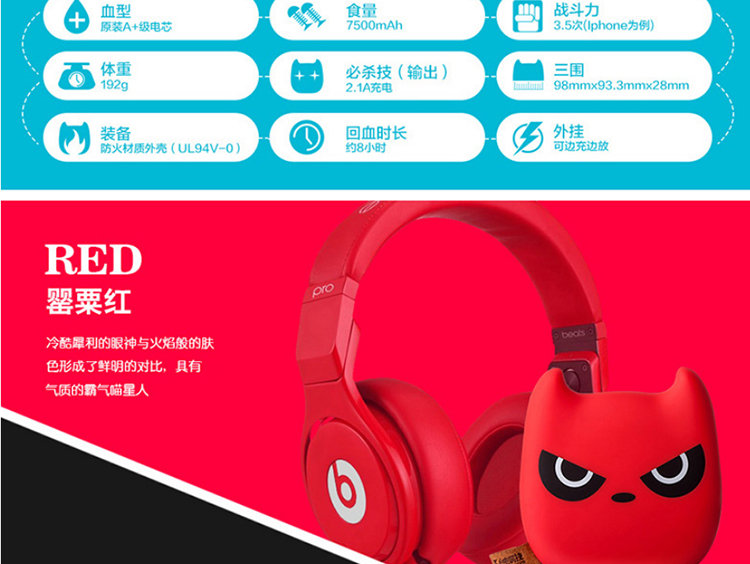 血型
原装A+级电芯
食量
7500mAh
战斗力
3.5次(Iphone为例)
体重
192g
必杀技（输出）
2.1A充电
三围
98mmx93.3mmx28mm
装备
防火材质外壳（UL94V-0）
回血时长
约8小时
外挂
可边充边放
RED
罂粟红
冷酷犀利的眼神与火焰般的肤
色形成了鲜明的对比，具有
气质的霸气喵星人
pro
beats
b